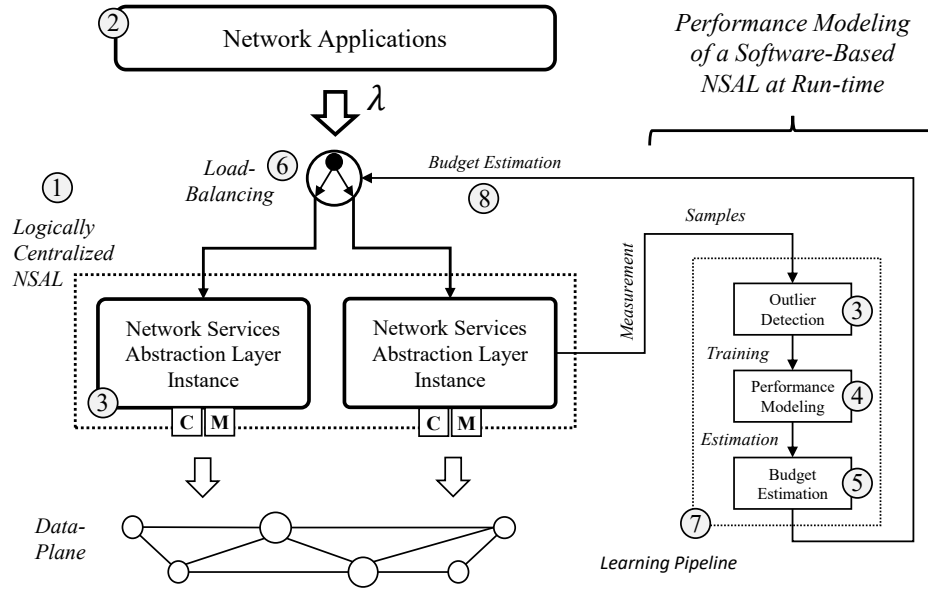 2
Network Applications
Performance Modeling
of a Software-Based
NSAL at Run-time
λ
Load-
Balancing
6
Budget Estimation
8
1
Logically
Centralized
NSAL
Samples
Measurement
Network Services
Abstraction Layer
Instance
3
C M
Network Services
Abstraction Layer
Instance
C M
Outlier
Detection
3
Training
Performance
Modeling
4
Estimation
Budget
Estimation
5
7
Learning Pipeline
Data-
Plane